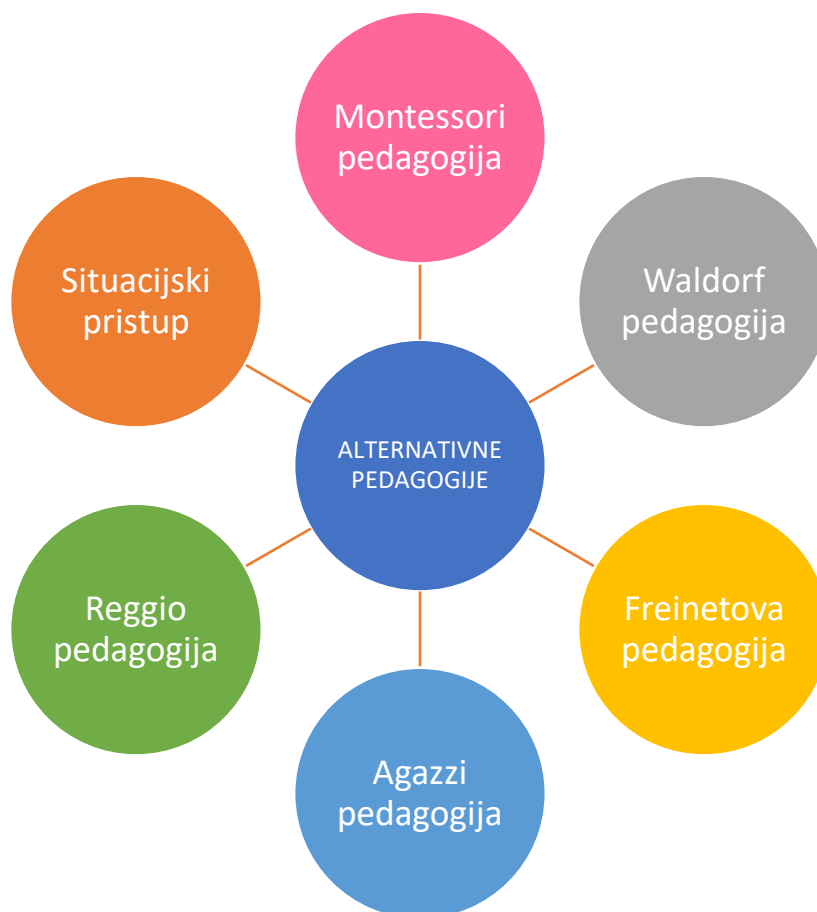 Montessori
pedagogija
Situacijski
pristup
Waldorf
pedagogija
ALTERNATIVNE
PEDAGOGIJE
Reggio
pedagogija
Freinetova
pedagogija
Agazzi
pedagogija